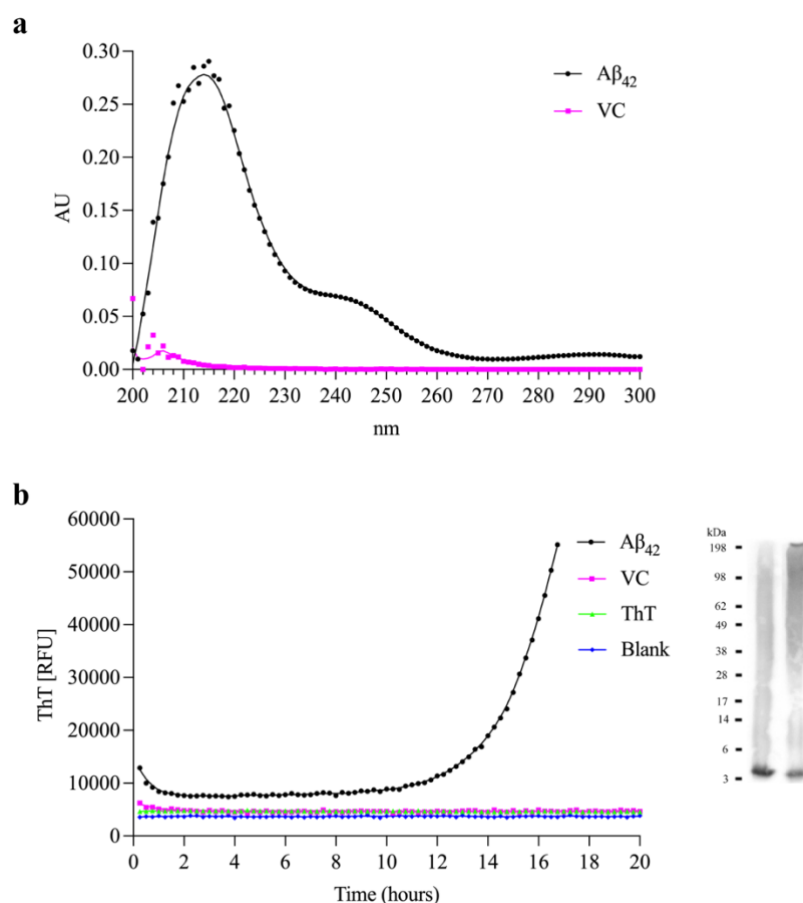 a
AU
0.30
0.25
0.20
0.15
0.10
0.05
0.00
200 210 220 230 240 250 260 270 280 290 300
nm
Aβ₄₂
VC
b
ThT [RFU]
60000
50000
40000
30000
20000
10000
0
0 2 4 6 8 10 12 14 16 18 20
Time (hours)
Aβ₄₂
VC
ThT
Blank
kDa
198
98
62
49
38
28
17
14
6
3